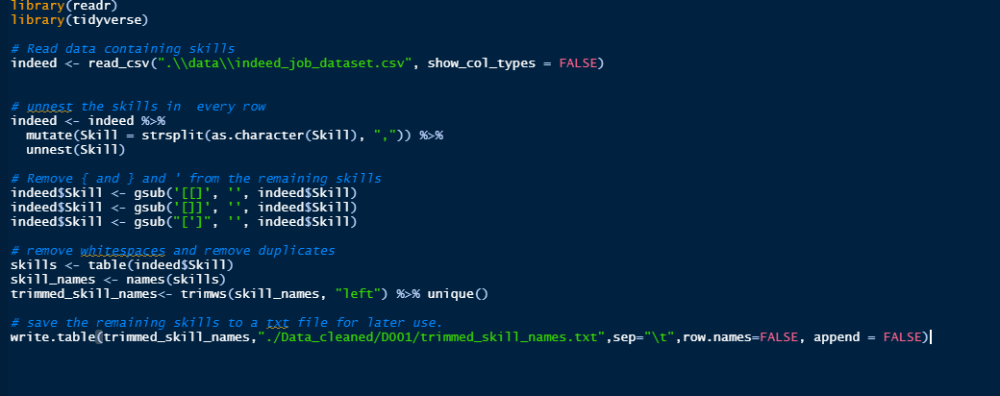 library(readr)
library(tidyverse)
# Read data containing skills
indeed <- read_csv(".\\data\\indeed_job_dataset.csv", show_col_types = FALSE)
# unnest the skills in  every row
indeed <- indeed %>%
  mutate(Skill = strsplit(as.character(Skill), ",")) %>%
  unnest(Skill)
# Remove { and } and ' from the remaining skills
indeed$Skill <- gsub('[[]', '', indeed$Skill)
indeed$Skill <- gsub('[]]', '', indeed$Skill)
indeed$Skill <- gsub("[']", '', indeed$Skill)
# remove whitespaces and remove duplicates
skills <- table(indeed$Skill)
skill_names <- names(skills)
trimmed_skill_names<- trimws(skill_names, "left") %>% unique()
# save the remaining skills to a txt file for later use.
write.table(trimmed_skill_names,"./Data_cleaned/D001/trimmed_skill_names.txt",sep="\t",row.names=FALSE, append = FALSE)